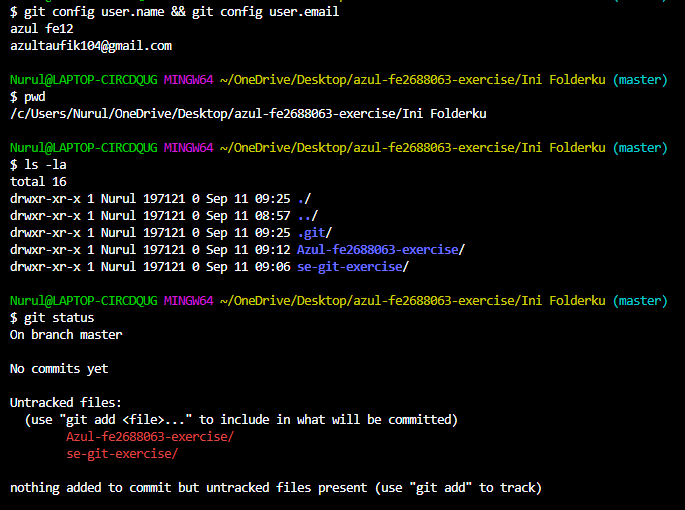 $ git config user.name && git config user.email
azul fe12
azultaufik104@gmail.com
Nurul@LAPTOP-CIRCDQUG MINGW64 ~/OneDrive/Desktop/azul-fe2688063-exercise/Ini Folderku (master)
$ pwd
/c/Users/Nurul/OneDrive/Desktop/azul-fe2688063-exercise/Ini Folderku
Nurul@LAPTOP-CIRCDQUG MINGW64 ~/OneDrive/Desktop/azul-fe2688063-exercise/Ini Folderku (master)
$ ls -la
total 16
drwxr-xr-x 1 Nurul 197121 0 Sep 11 09:25 ./
drwxr-xr-x 1 Nurul 197121 0 Sep 11 08:57 ../
drwxr-xr-x 1 Nurul 197121 0 Sep 11 09:25 .git/
drwxr-xr-x 1 Nurul 197121 0 Sep 11 09:12 Azul-fe2688063-exercise/
drwxr-xr-x 1 Nurul 197121 0 Sep 11 09:06 se-git-exercise/
Nurul@LAPTOP-CIRCDQUG MINGW64 ~/OneDrive/Desktop/azul-fe2688063-exercise/Ini Folderku (master)
$ git status
On branch master
No commits yet
Untracked files:
(use "git add <file>..." to include in what will be committed)
Azul-fe2688063-exercise/
se-git-exercise/
nothing added to commit but untracked files present (use "git add" to track)